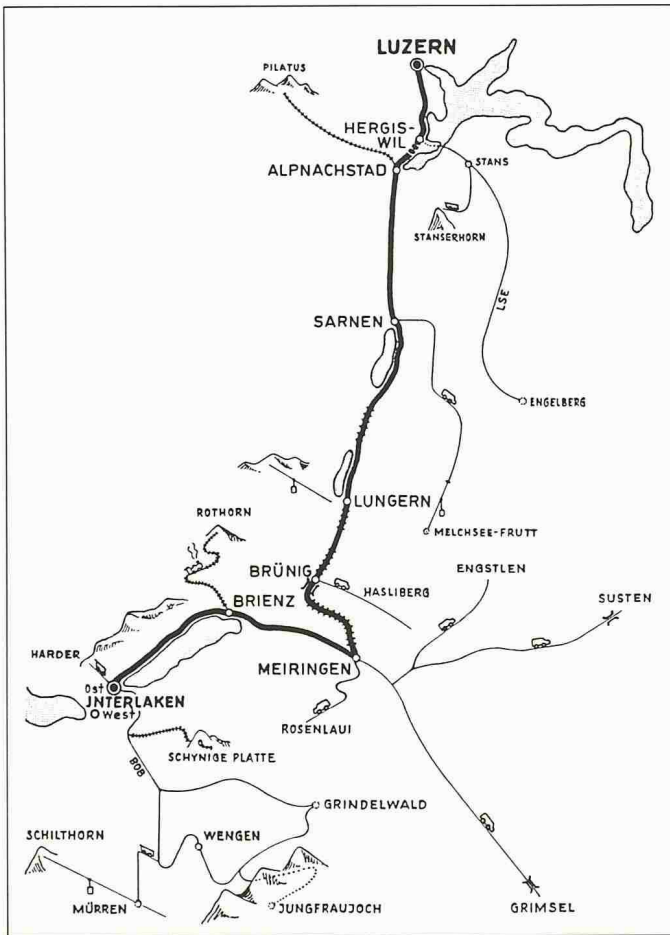 LUZERN
PILATUS
HERGIS-
WIL
ALPNACHSTAD
STANS
STANSERHORN
LSE
SARNEN
ENGELBERG
LUNGERN
ROTHORN
MELCHSEE-FRUTT
BRÜNIG
HASLIBERG
ENGSTLEN
BRIENZ
SUSTEN
HARDER
MEIRINGEN
Ost
JNTERLAKEN
West
ROSENLAUI
SCHYNIGE PLATTE
BOB
GRINDELWALD
SCHILTHORN
WENGEN
MÜRREN
JUNGFRAUJOCH
GRIMSEL